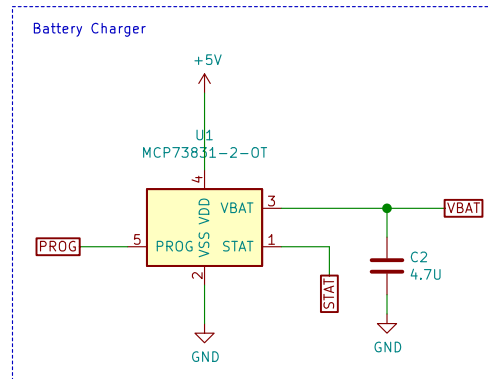 Battery Charger
+5V
U1
MCP73831-2-OT
4
VDD
VBAT
3
VBAT
PROG
5
PROG
VSS
STAT
1
2
STAT
C2
4.7U
GND
GND